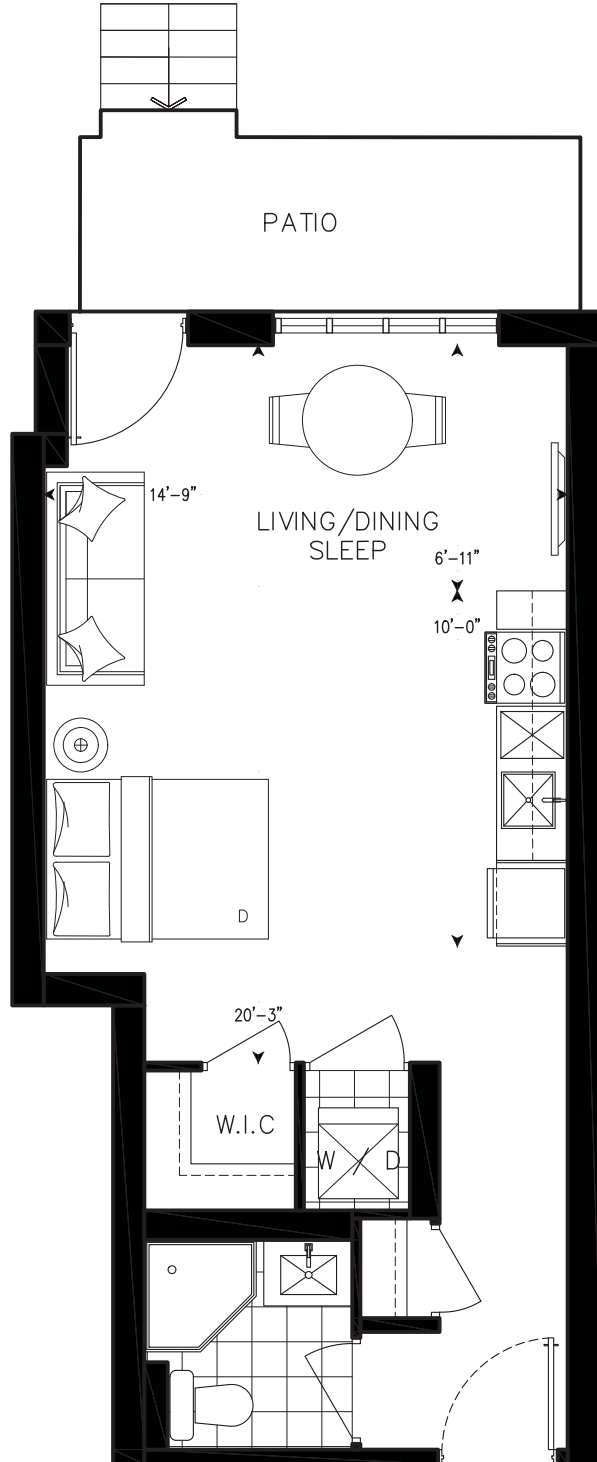 PATIO
14'-9"
LIVING/DINING
SLEEP
6'-11"
10'-0"
D
20'-3"
W.I.C
W/D